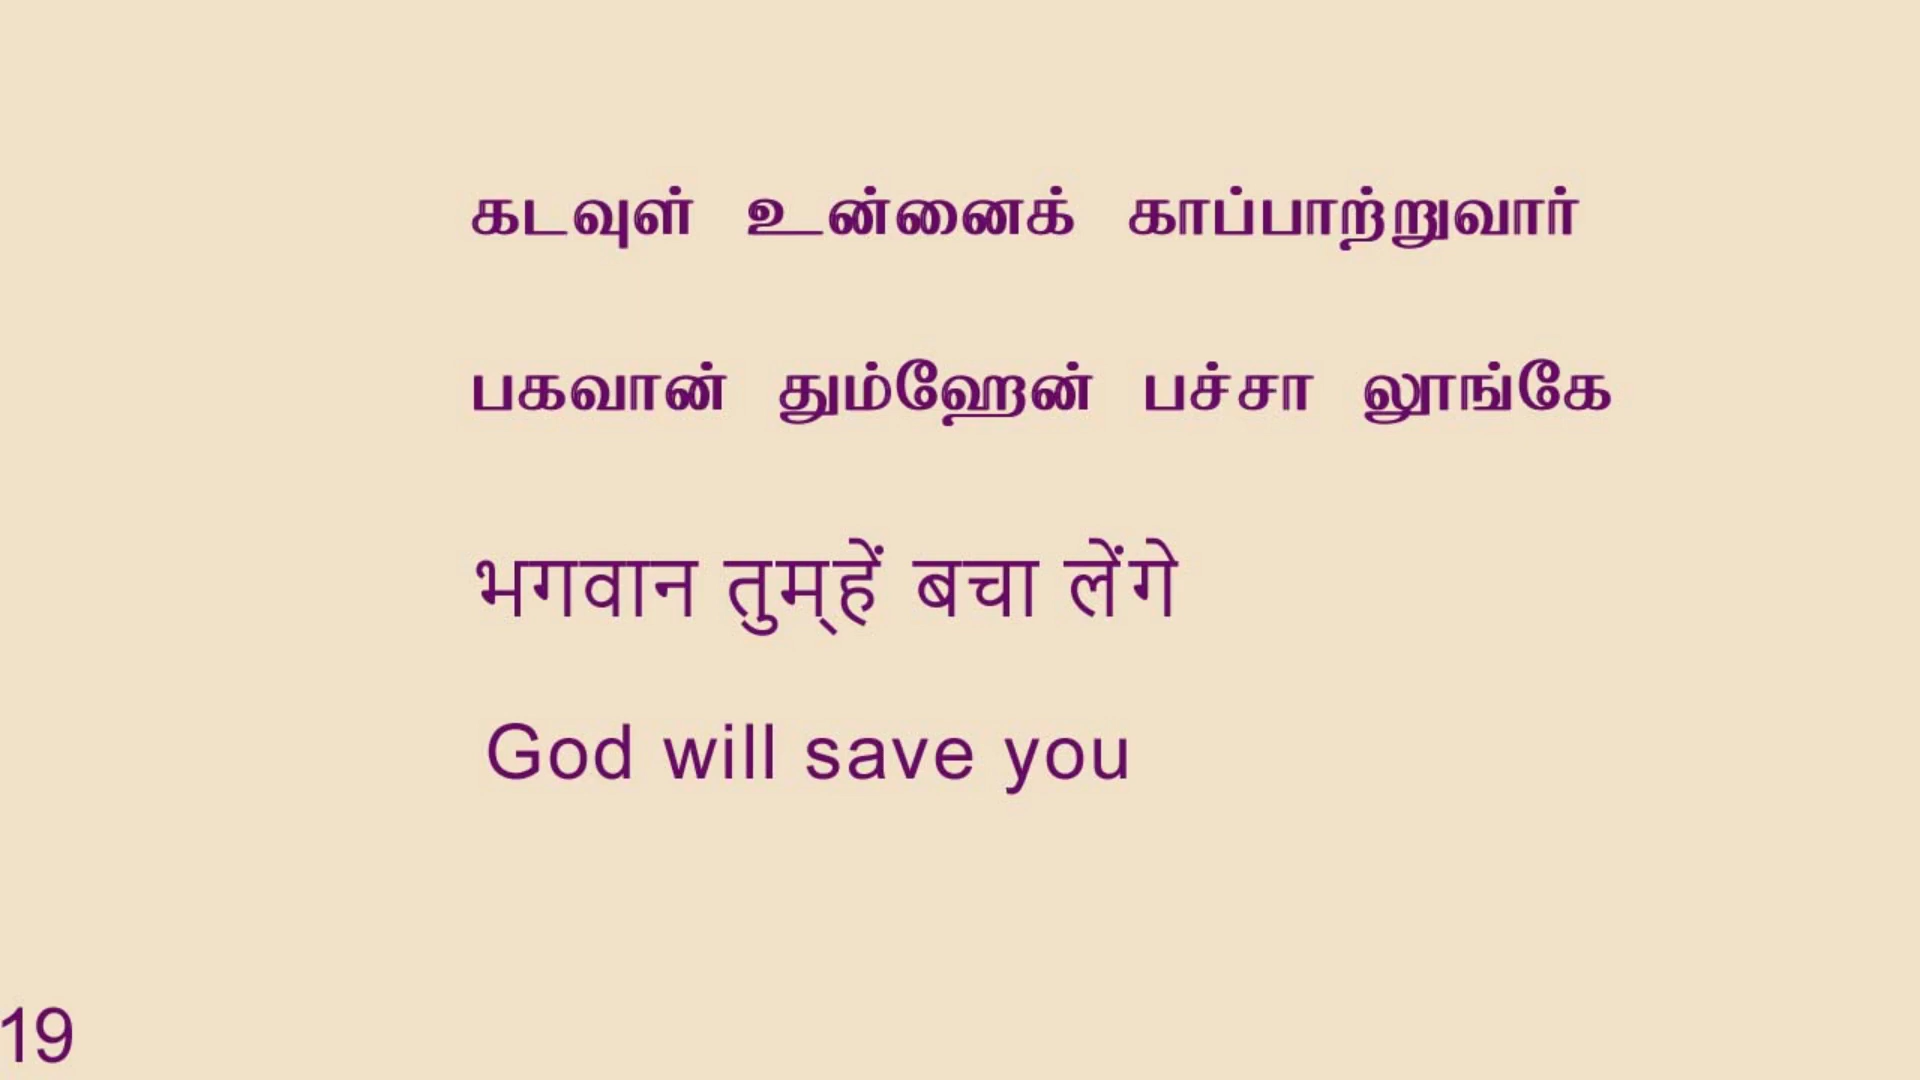 கடவுள் உன்னைக் காப்பாற்றுவார்
பகவான் தும்ஹேன் பச்சா லூங்கே
भगवान तुम्‌हें बचा लेंगे
God will save you
19